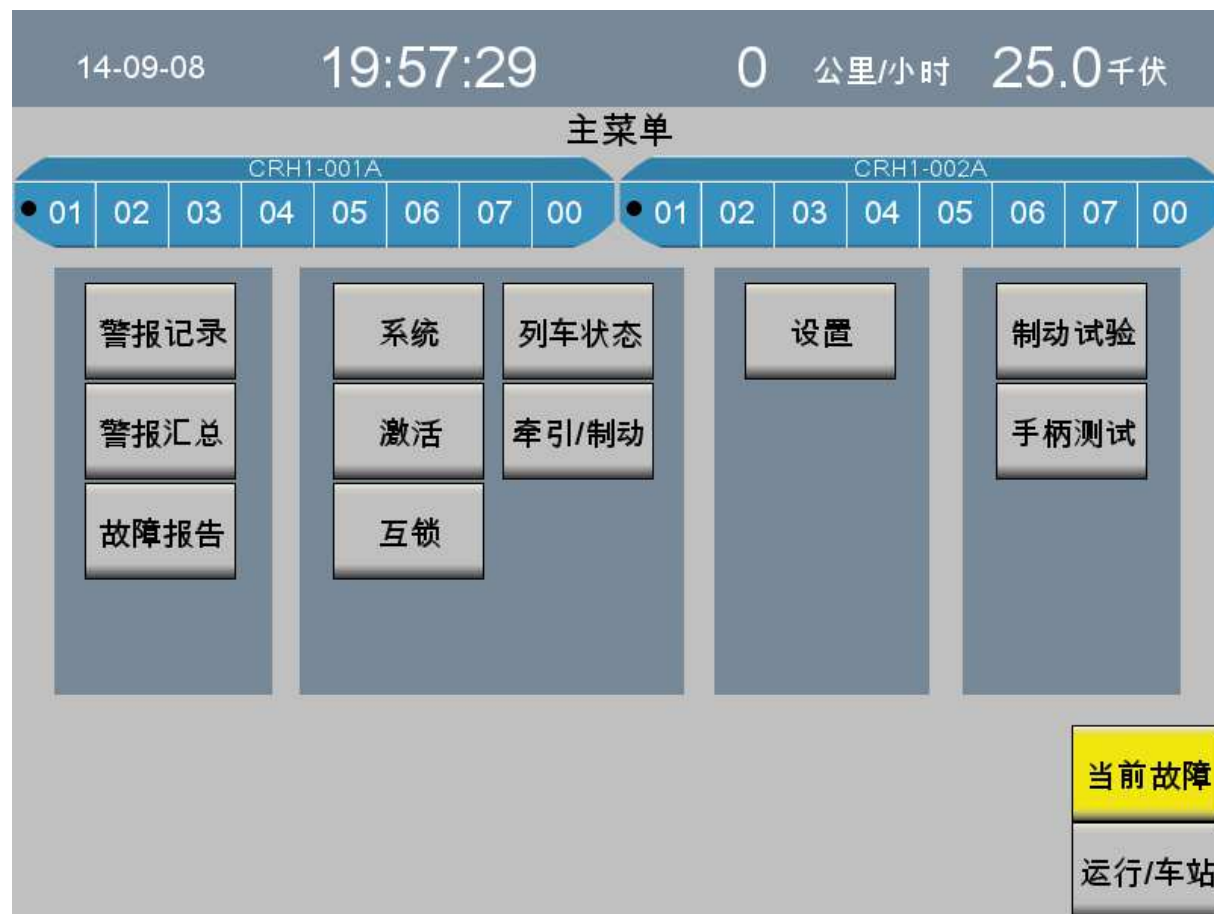 14-09-08 19:57:29 0 公里/小时 25.0千伏
主菜单
CRH1-001A CRH1-002A
01 02 03 04 05 06 07 00 01 02 03 04 05 06 07 00
警报记录 系统 列车状态 设置 制动试验
警报汇总 激活 牵引/制动 手柄测试
故障报告 互锁
当前故障
运行/车站